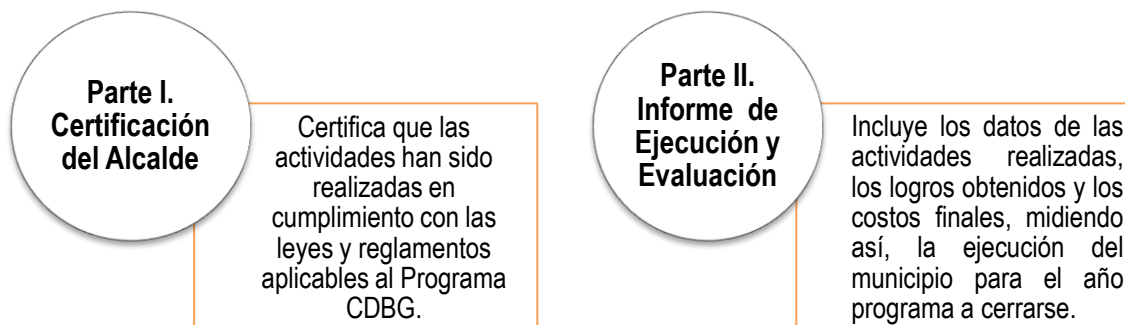 Parte I.
Certificación
del Alcalde
Certifica que las
actividades han sido
realizadas en
cumplimiento con las
leyes y reglamentos
aplicables al Programa
CDBG.
Parte II.
Informe de
Ejecución y
Evaluación
Incluye los datos de las
actividades realizadas,
los logros obtenidos y los
costos finales, midiendo
así, la ejecución del
municipio para el año
programa a cerrarse.